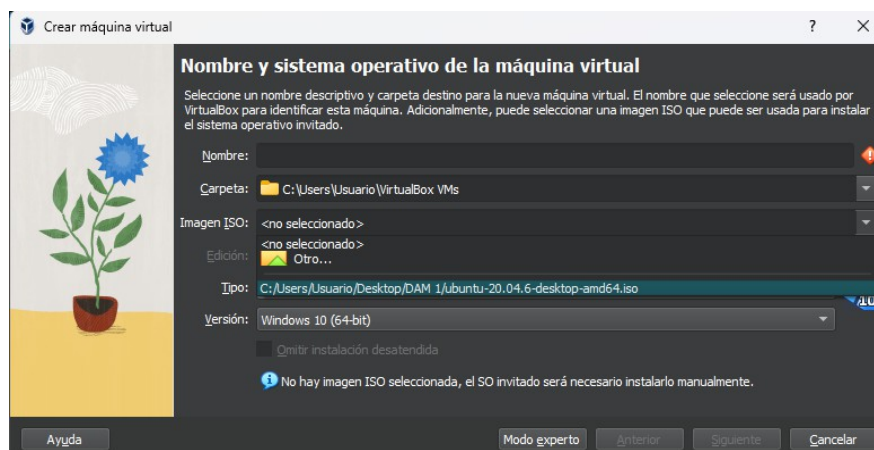 Crear máquina virtual
Nombre y sistema operativo de la máquina virtual
Seleccione un nombre descriptivo y carpeta destino para la nueva máquina virtual. El nombre que seleccione será usado por
VirtualBox para identificar esta máquina. Adicionalmente, puede seleccionar una imagen ISO que puede ser usada para instalar
el sistema operativo invitado.
Nombre:
Carpeta: C:\Users\Usuario\VirtualBox VMs
Imagen ISO: <no seleccionado>
<no seleccionado>
Edición: Otro...
Tipo: C:/Users/Usuario/Desktop/DAM 1/ubuntu-20.04.6-desktop-amd64.iso
Versión: Windows 10 (64-bit)
Omitir instalación desatendida
No hay imagen ISO seleccionada, el SO invitado será necesario instalarlo manualmente.
Ayuda Modo experto Anterior Siguiente Cancelar